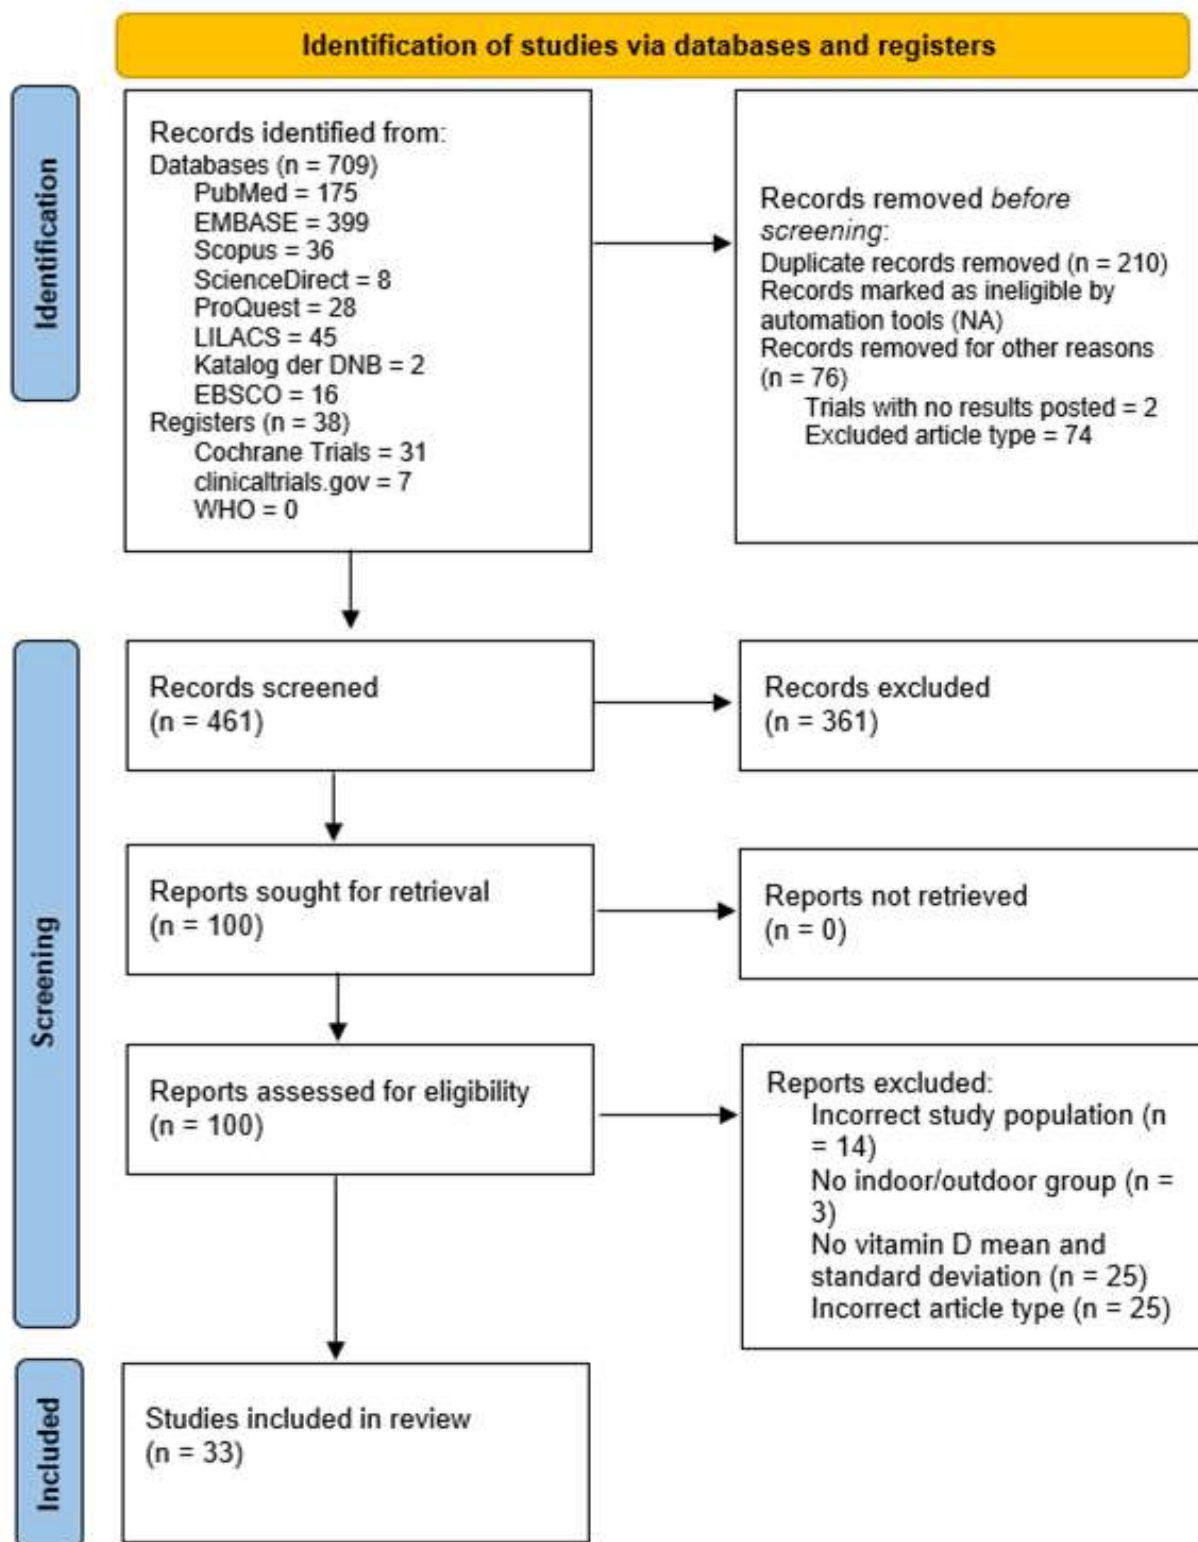 Identification of studies via databases and registers
Identification
Records identified from:
Databases (n = 709)
PubMed = 175
EMBASE = 399
Scopus = 36
ScienceDirect = 8
ProQuest = 28
LILACS = 45
Katalog der DNB = 2
EBSCO = 16
Registers (n = 38)
Cochrane Trials = 31
clinicaltrials.gov = 7
WHO = 0
Records removed before
screening:
Duplicate records removed (n = 210)
Records marked as ineligible by
automation tools (NA)
Records removed for other reasons
(n = 76)
Trials with no results posted = 2
Excluded article type = 74
Screening
Records screened
(n = 461)
Records excluded
(n = 361)
Reports sought for retrieval
(n = 100)
Reports not retrieved
(n = 0)
Reports assessed for eligibility
(n = 100)
Reports excluded:
Incorrect study population (n
= 14)
No indoor/outdoor group (n =
3)
No vitamin D mean and
standard deviation (n = 25)
Incorrect article type (n = 25)
Included
Studies included in review
(n = 33)